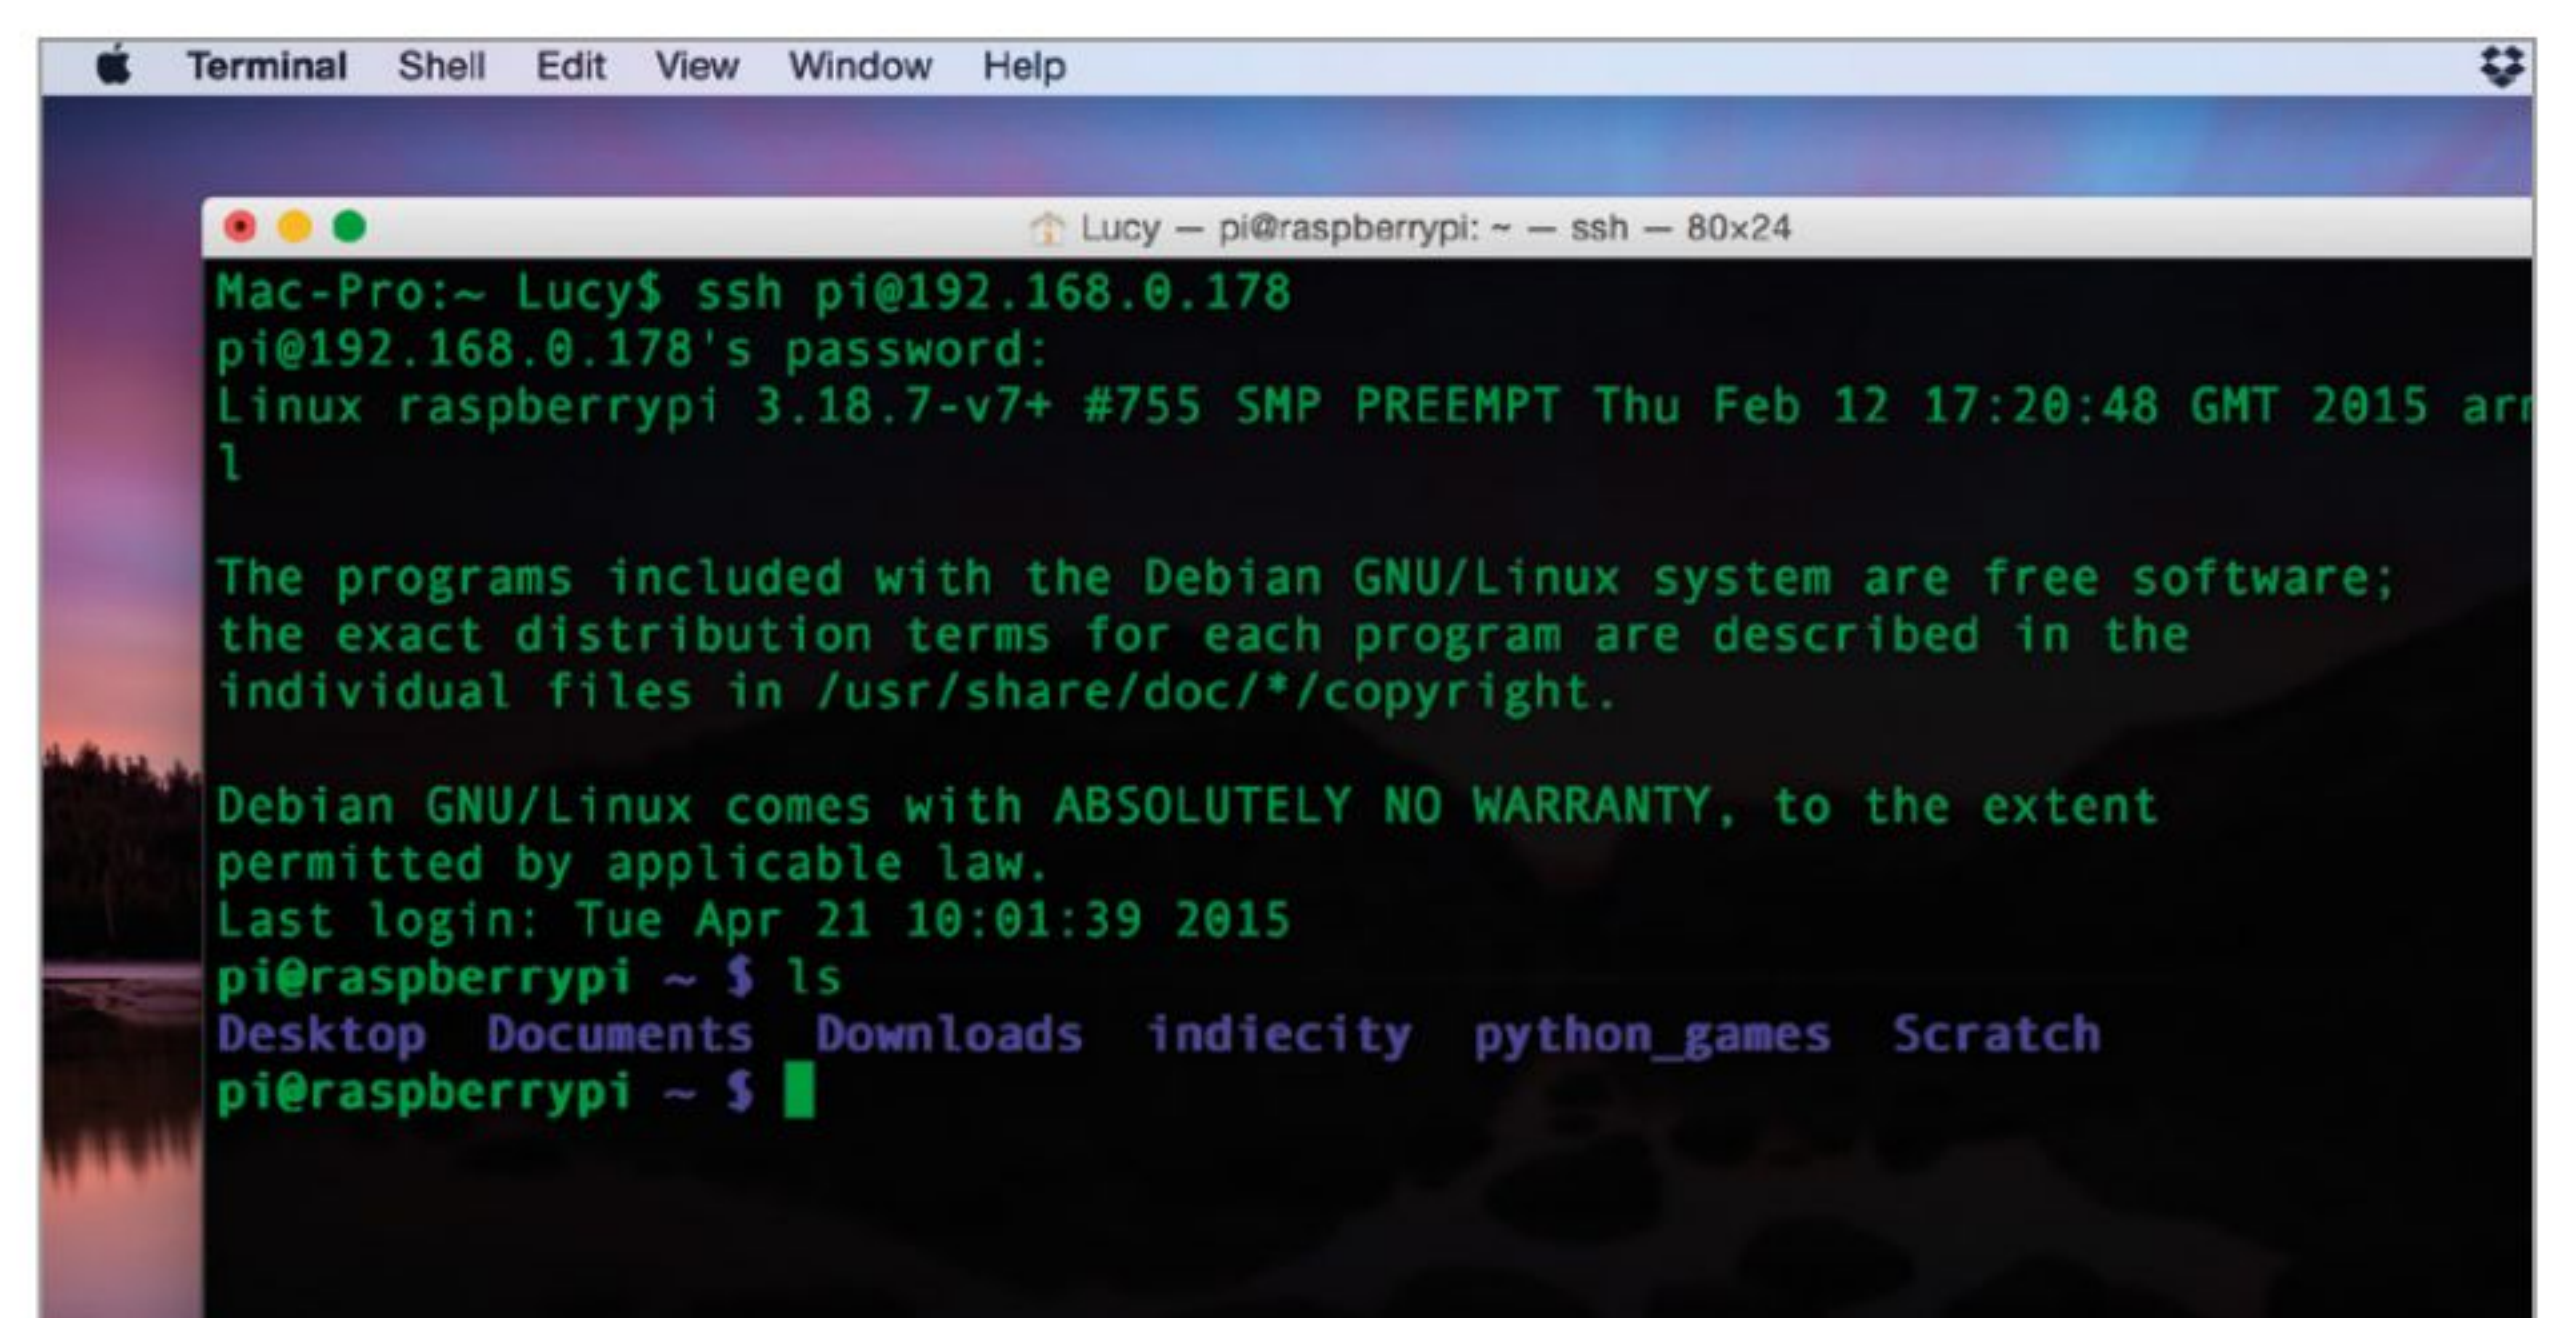 Terminal Shell Edit View Window Help
Lucy — pi@raspberrypi: ~ — ssh — 80×24
Mac-Pro:~ Lucy$ ssh pi@192.168.0.178
pi@192.168.0.178's password:
Linux raspberrypi 3.18.7-v7+ #755 SMP PREEMPT Thu Feb 12 17:20:48 GMT 2015
l
The programs included with the Debian GNU/Linux system are free software;
the exact distribution terms for each program are described in the
individual files in /usr/share/doc/*/copyright.
Debian GNU/Linux comes with ABSOLUTELY NO WARRANTY, to the extent
permitted by applicable law.
Last login: Tue Apr 21 10:01:39 2015
pi@raspberrypi ~ $ ls
Desktop Documents Downloads indiecity python_games Scratch
pi@raspberrypi ~ $